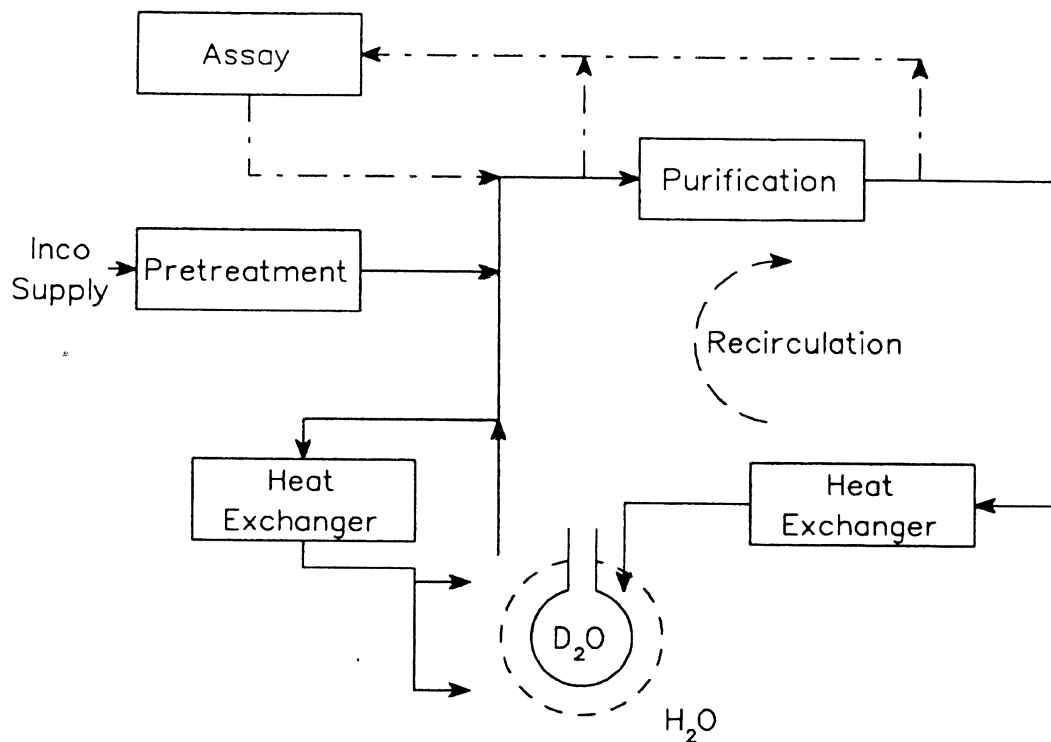 Assay
Purification
Inco
Supply
Pretreatment
Recirculation
Heat
Exchanger
Heat
Exchanger
D₂O
H₂O